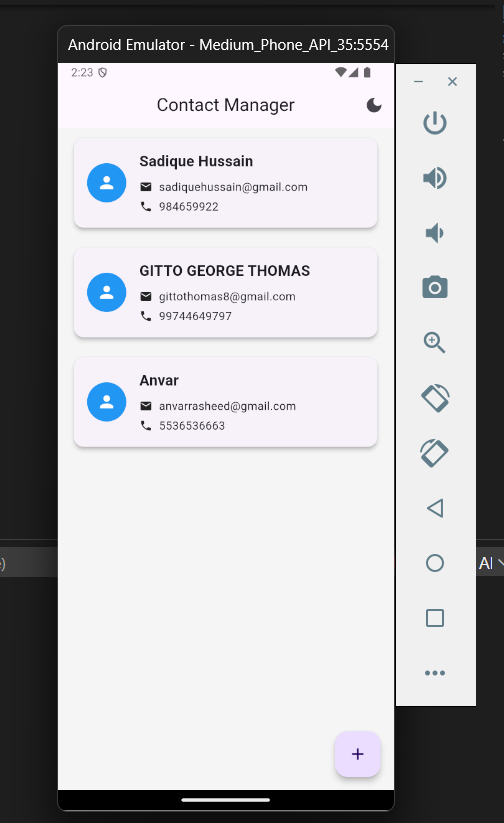 Android Emulator - Medium_Phone_API_35:5554
2:23
Contact Manager
Sadique Hussain
sadiquehussain@gmail.com
984659922
GITTO GEORGE THOMAS
gittothomas8@gmail.com
99744649797
Anvar
anvarrasheed@gmail.com
5536536663
e)
AI
+